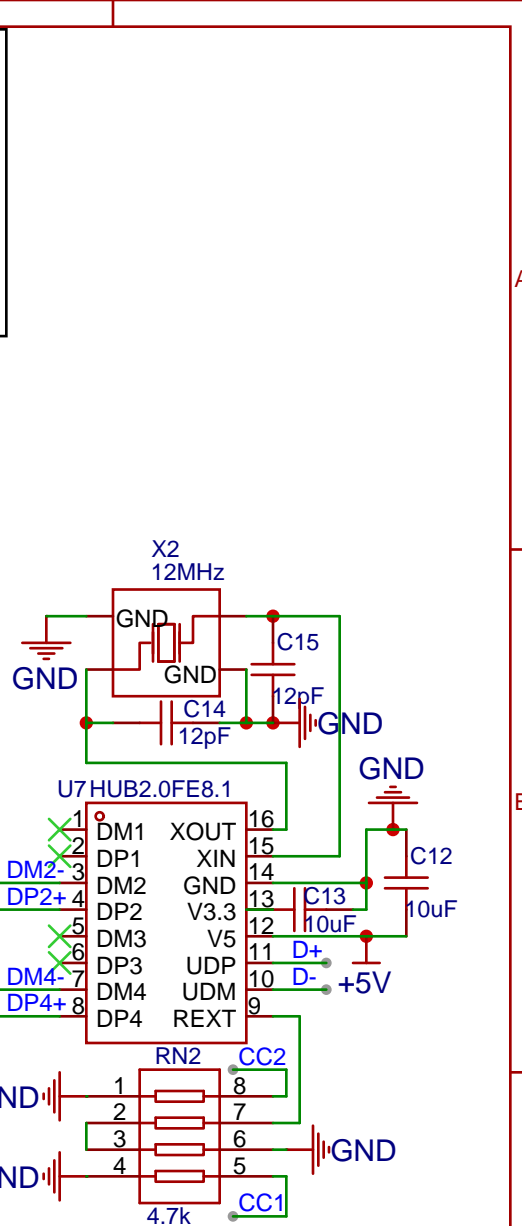 A
X2
12MHz
GND
GND
GND
C15
12pF
C14
12pF
GND
GND
B
U7 HUB2.0FE8.1
1 DM1 XOUT 16
2 DP1 XIN 15
DM2- 3 DM2 GND 14
DP2+ 4 DP2 V3.3 13
5 DM3 V5 12
6 DP3 UDP 11 D+
DM4- 7 DM4 UDM 10 D-
DP4+ 8 DP4 REXT 9
C12
10uF
C13
10uF
+5V
RN2
CC2
ND 1 8
2 7
3 6 GND
ND 4 5
CC1
4.7k